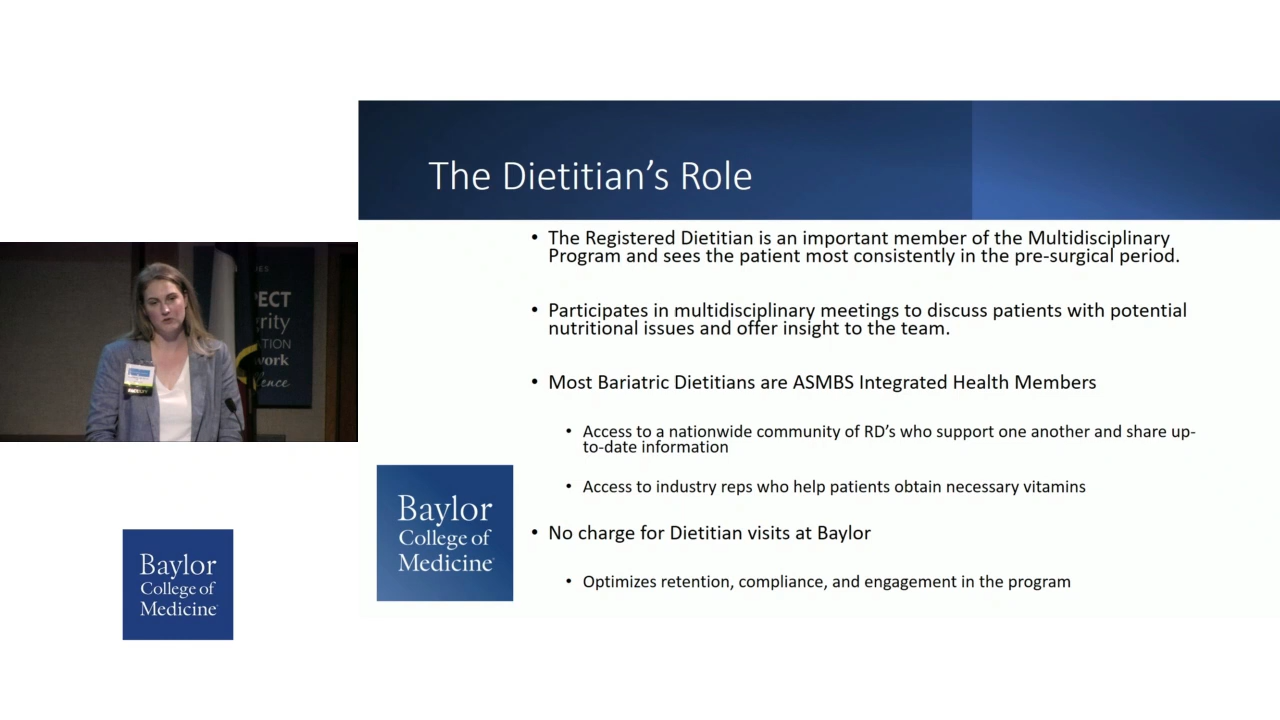 The Dietitian's Role
• The Registered Dietitian is an important member of the Multidisciplinary
Program and sees the patient most consistently in the pre-surgical period.
• Participates in multidisciplinary meetings to discuss patients with potential
nutritional issues and offer insight to the team.
• Most Bariatric Dietitians are ASMBS Integrated Health Members
• Access to a nationwide community of RD's who support one another and share up-
to-date information
• Access to industry reps who help patients obtain necessary vitamins
• No charge for Dietitian visits at Baylor
• Optimizes retention, compliance, and engagement in the program
Baylor
College of
Medicine
Baylor
College of
Medicine